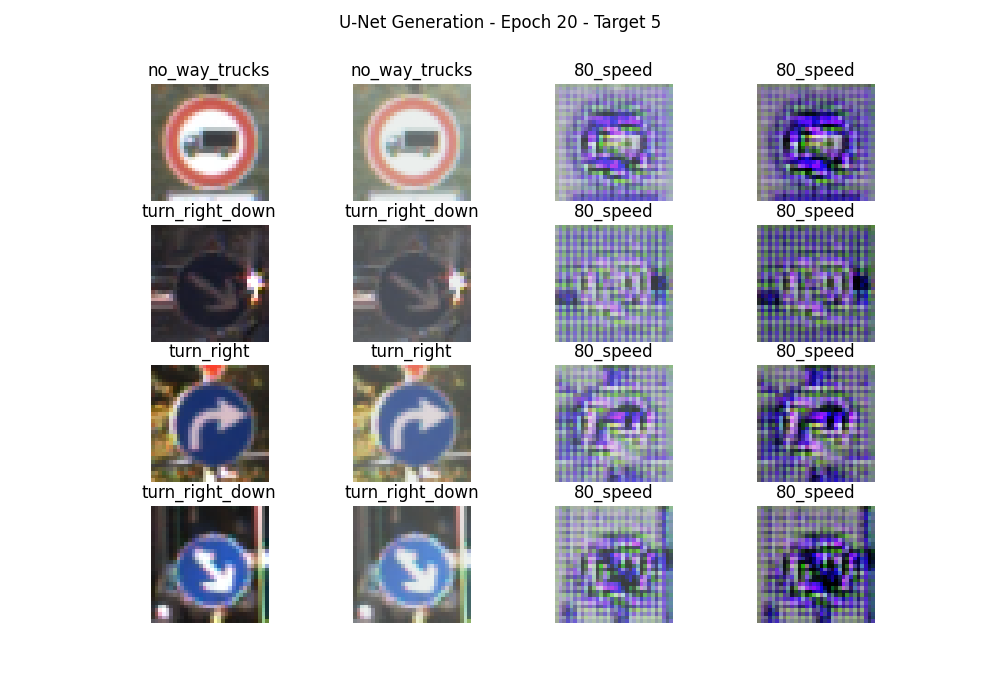 U-Net Generation - Epoch 20 - Target 5
no_way_trucks no_way_trucks 80_speed 80_speed
turn_right_down turn_right_down 80_speed 80_speed
turn_right turn_right 80_speed 80_speed
turn_right_down turn_right_down 80_speed 80_speed